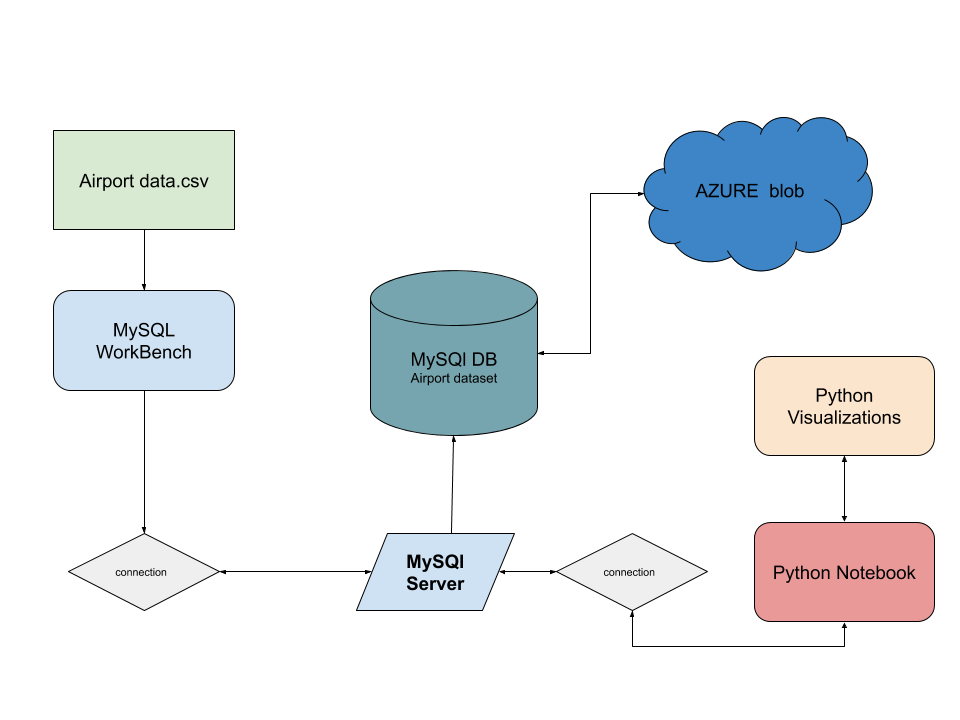 Airport data.csv
AZURE  blob
MySQL
WorkBench
MySQl DB
Airport dataset
Python
Visualizations
connection
MySQl
Server
connection
Python Notebook